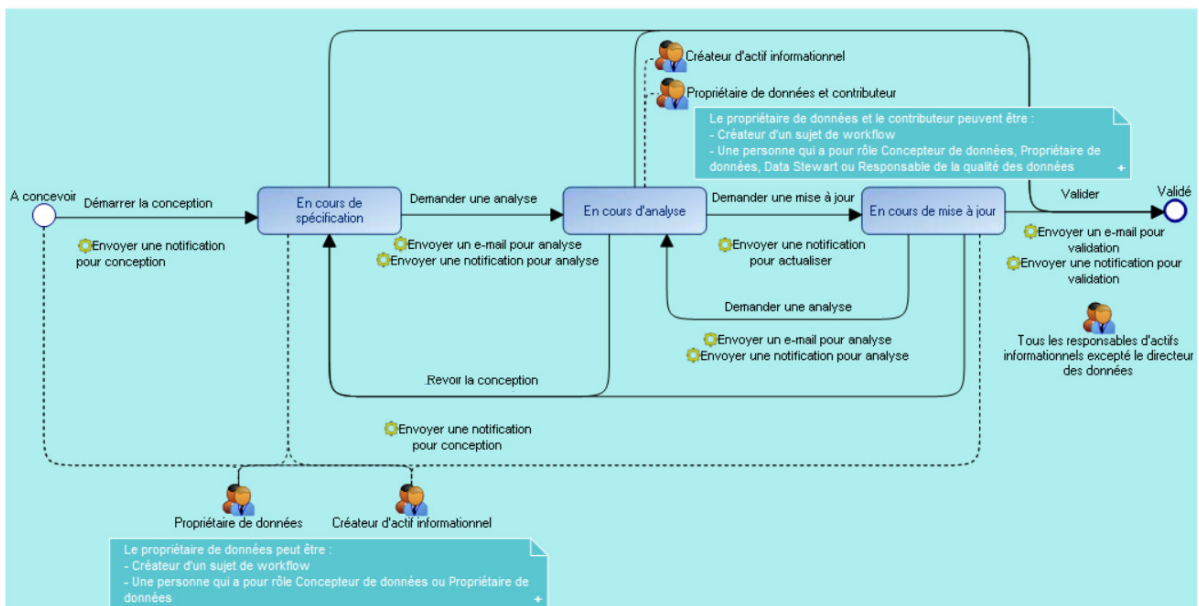 Créateur d'actif informationnel
Propriétaire de données et contributeur
Le propriétaire de données et le contributeur peuvent être :
- Créateur d'un sujet de workflow
- Une personne qui a pour rôle Concepteur de données, Propriétaire de
données, Data Stewart ou Responsable de la qualité des données
+
A concevoir
Démarrer la conception
Envoyer une notification
pour conception
En cours de
spécification
Demander une analyse
Envoyer un e-mail pour analyse
Envoyer une notification pour analyse
En cours d'analyse
Demander une mise à jour
Envoyer une notification
pour actualiser
En cours de mise à jour
Valider
Validé
Envoyer un e-mail pour
validation
Envoyer une notification pour
validation
Demander une analyse
Envoyer un e-mail pour analyse
Envoyer une notification pour analyse
Tous les responsables d'actifs
informationnels excepté le directeur
des données
Revoir la conception
Envoyer une notification
pour conception
Propriétaire de données
Créateur d'actif informationnel
Le propriétaire de données peut être :
- Créateur d'un sujet de workflow
- Une personne qui a pour rôle Concepteur de données ou Propriétaire de
données
+